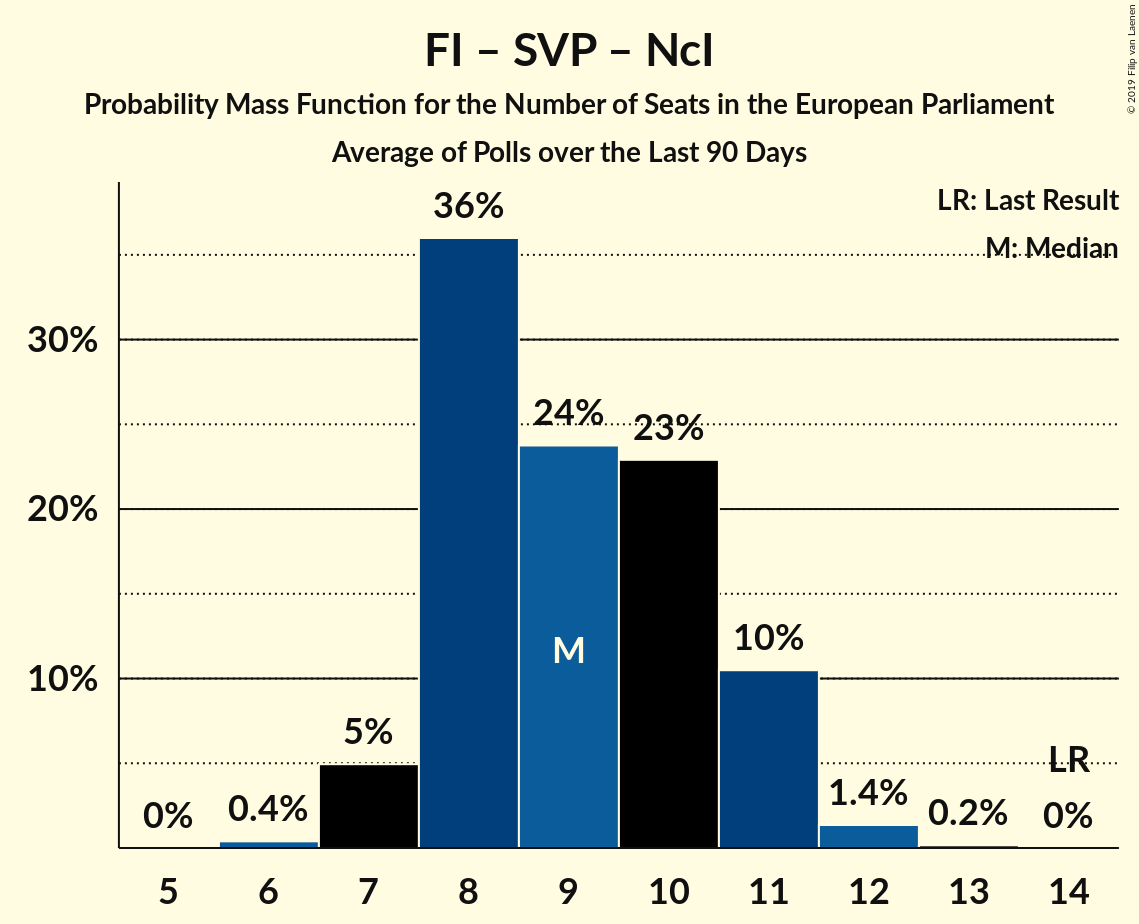 FI – SVP – NcI
Probability Mass Function for the Number of Seats in the European Parliament
Average of Polls over the Last 90 Days
© 2019 Filip van Laenen
LR: Last Result
M: Median
36%
30%
24%
23%
20%
M
10%
10%
5%
LR
0%
0.4%
1.4%
0.2%
0%
5 6 7 8 9 10 11 12 13 14